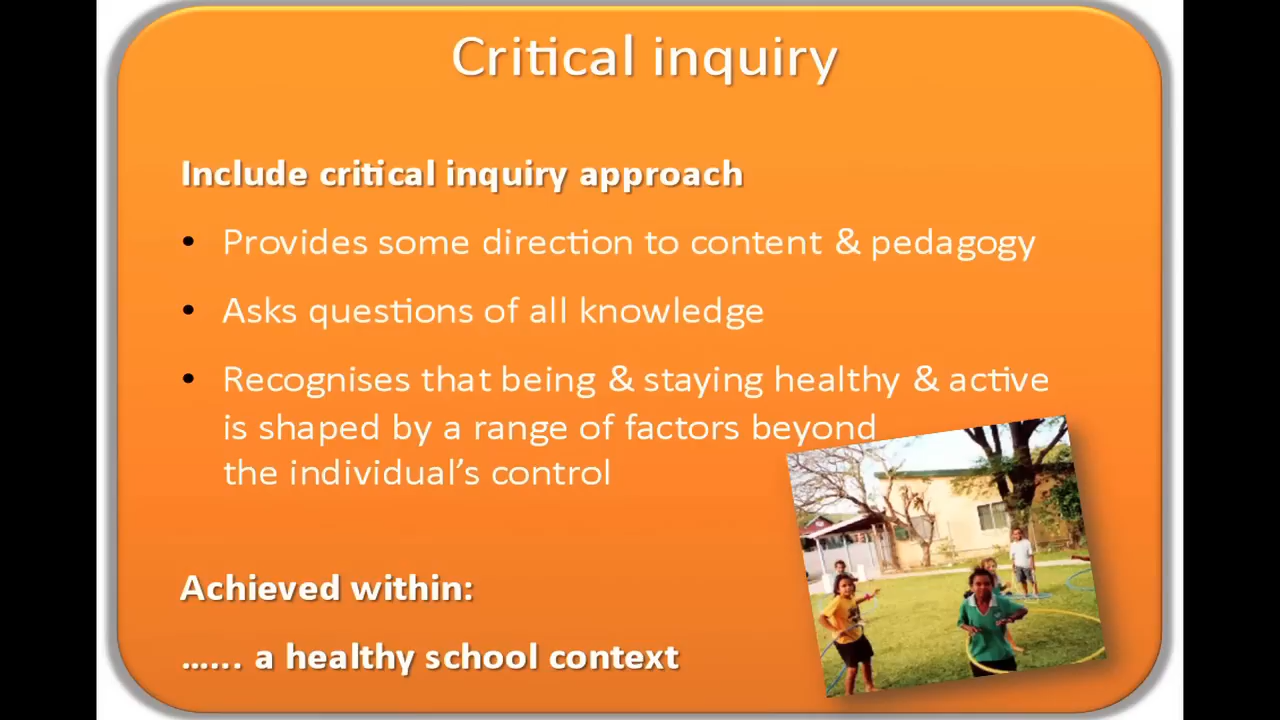 Critical inquiry
Include critical inquiry approach
• Provides some direction to content & pedagogy
• Asks questions of all knowledge
• Recognises that being & staying healthy & active
is shaped by a range of factors beyond
the individual’s control
Achieved within:
…... a healthy school context